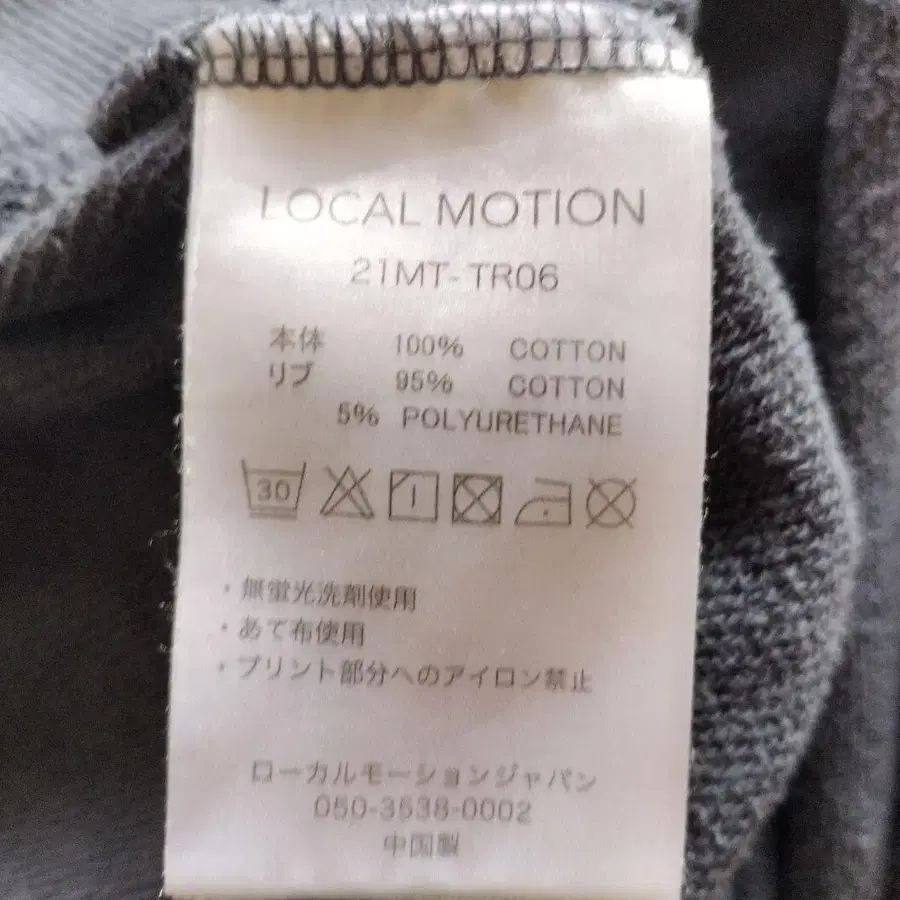 LOCAL MOTION
21MT-TR06
本体 100% COTTON
リブ 95% COTTON
5% POLYURETHANE
30
・無蛍光洗剤使用
・あて布使用
・プリント部分へのアイロン禁止
ローカルモーションジャパン
050-3538-0002
中国製